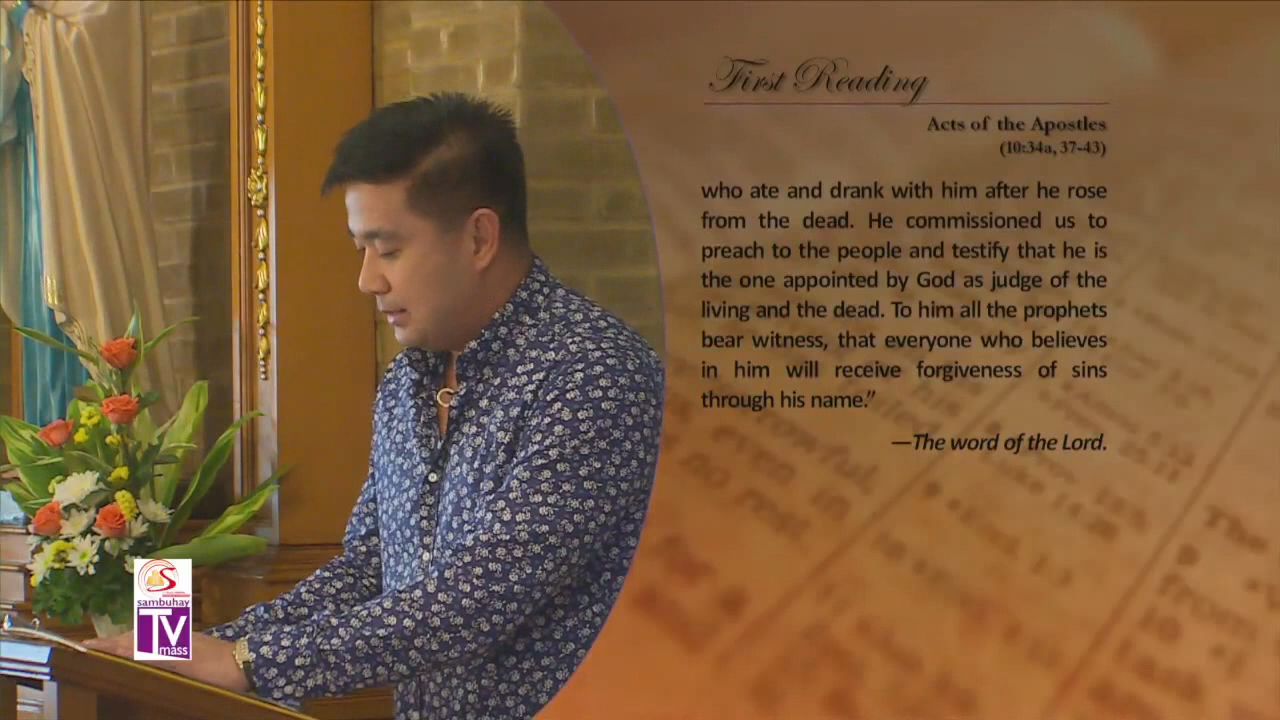 First Reading
Acts of the Apostles
(10:34a, 37-43)
who ate and drank with him after he rose
from the dead. He commissioned us to
preach to the people and testify that he is
the one appointed by God as judge of the
living and the dead. To him all the prophets
bear witness, that everyone who believes
in him will receive forgiveness of sins
through his name.”
—The word of the Lord.
sambuhay
TV
mass